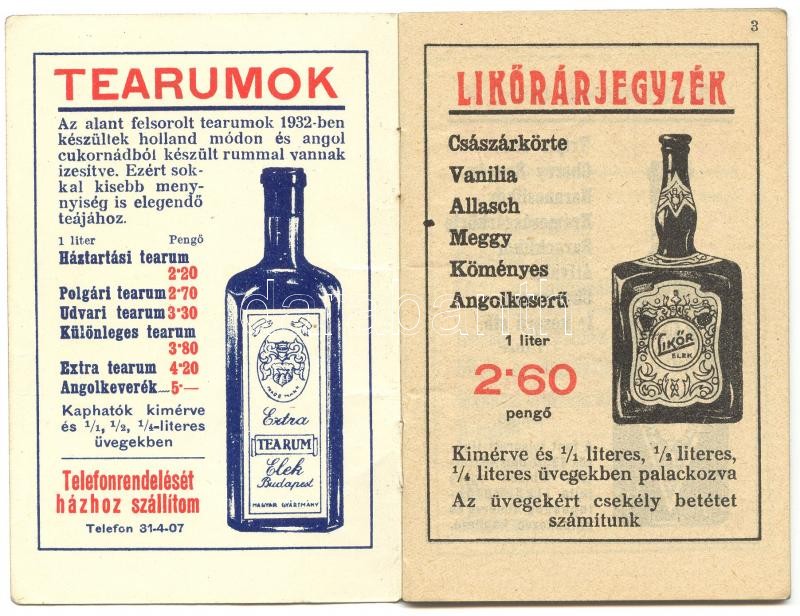 TEARUMOK
Az alant felsorolt tearumok 1932-ben
készültek holland módon és angol
cukornádból készült rummal vannak
izesitve. Ezért sok-
kal kisebb meny-
nyiség is elegendő
teájához.
1 liter Pengő
Háztartási tearum
2·20
Polgári tearum 2·70
Udvari tearum 3·30
Különleges tearum
3·80
Extra tearum 4·20
Angolkeverék 5·—
Kaphatók kimérve
és 1/1, 1/2, 1/4-literes
üvegekben
Telefonrendelését
házhoz szállítom
Telefon 31-4-07
TRADE MARK
Extra
TEARUM
Elek
Budapest
MAGYAR GYÁRTMÁNY
3
LIKŐRÁRJEGYZÉK
Császárkörte
Vanilia
Allasch
Meggy
Köményes
Angolkeserű
1 liter
2·60
pengő
LIKŐR
ELEK
Kimérve és 1/1 literes, 1/2 literes,
1/4 literes üvegekben palackozva
Az üvegekért csekély betétet
számitunk
darabanth